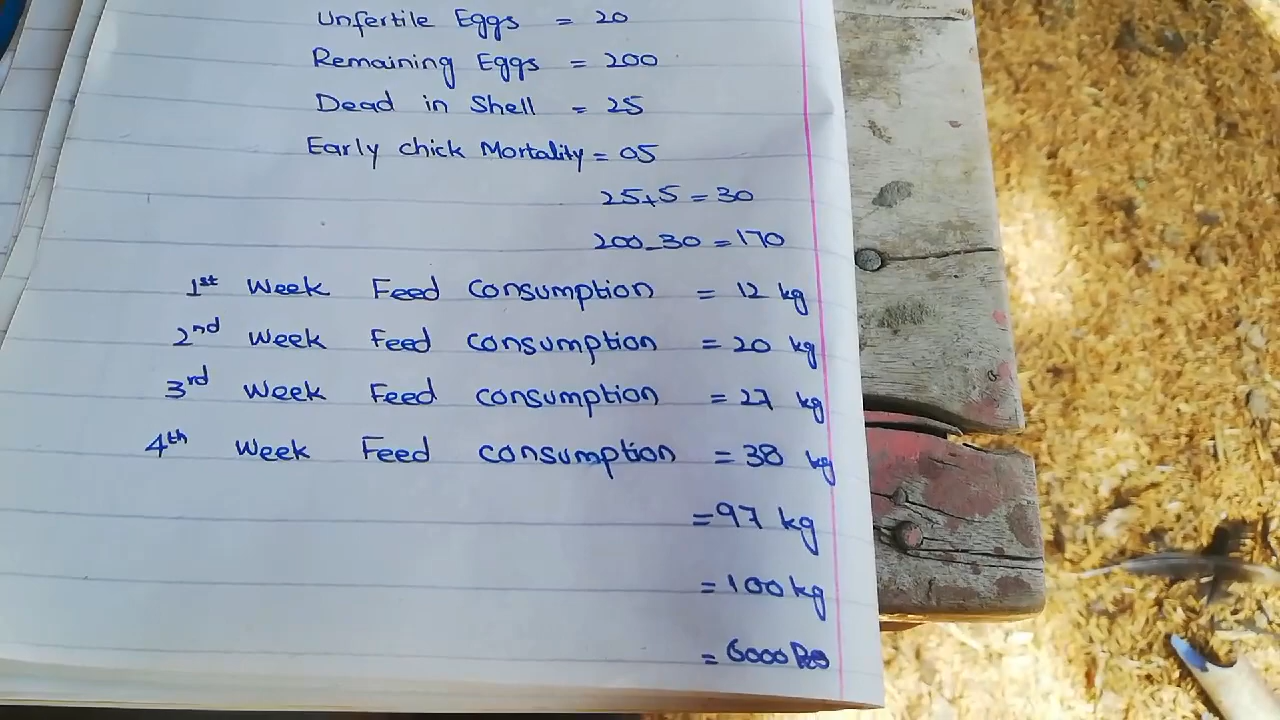 Unfertile Eggs = 20
Remaining Eggs = 200
Dead in Shell = 25
Early chick Mortality = 05
25+5 = 30
200-30 = 170
1st Week Feed Consumption = 12 kg
2nd Week Feed Consumption = 20 kg
3rd Week Feed consumption = 27 kg
4th Week Feed consumption = 38 kg
= 97 kg
= 100 kg
= 6000